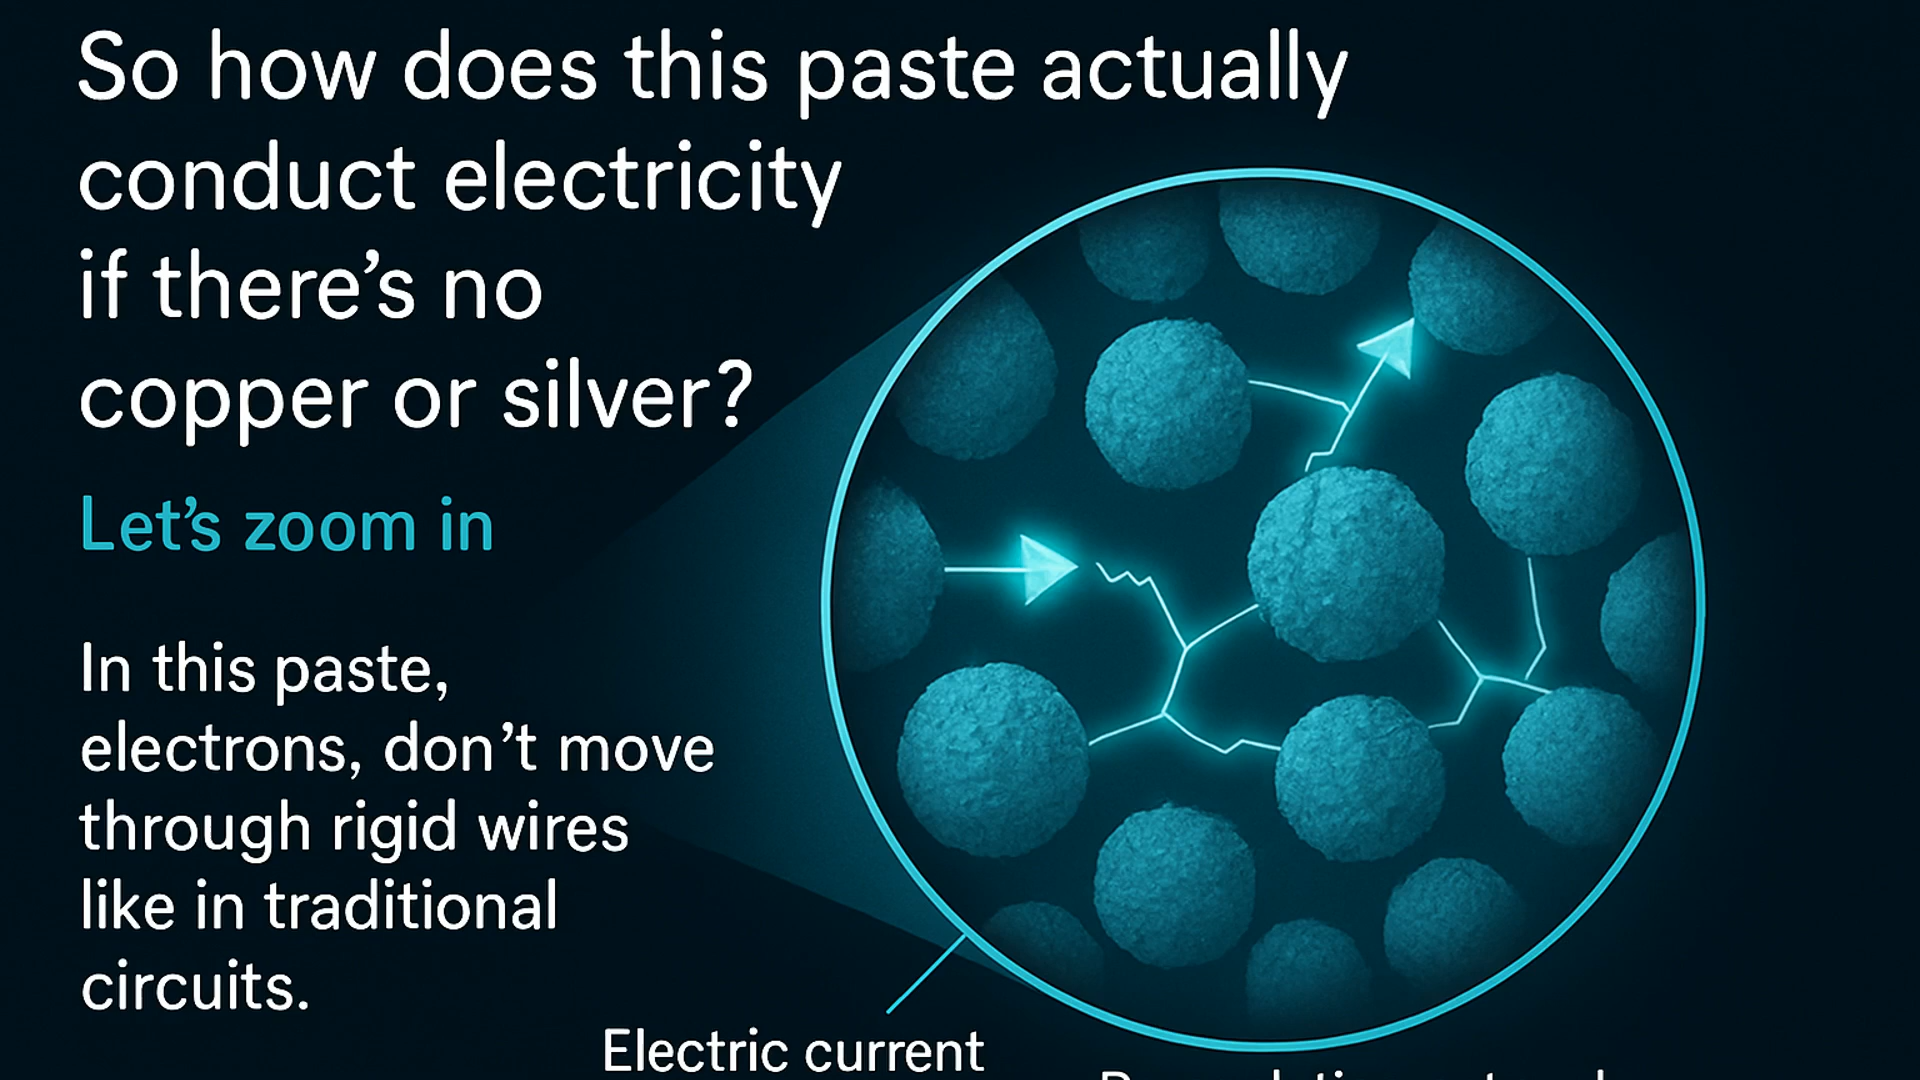 So how does this paste actually
conduct electricity
if there's no
copper or silver?
Let's zoom in
In this paste,
electrons, don't move
through rigid wires
like in traditional
circuits.
Electric current